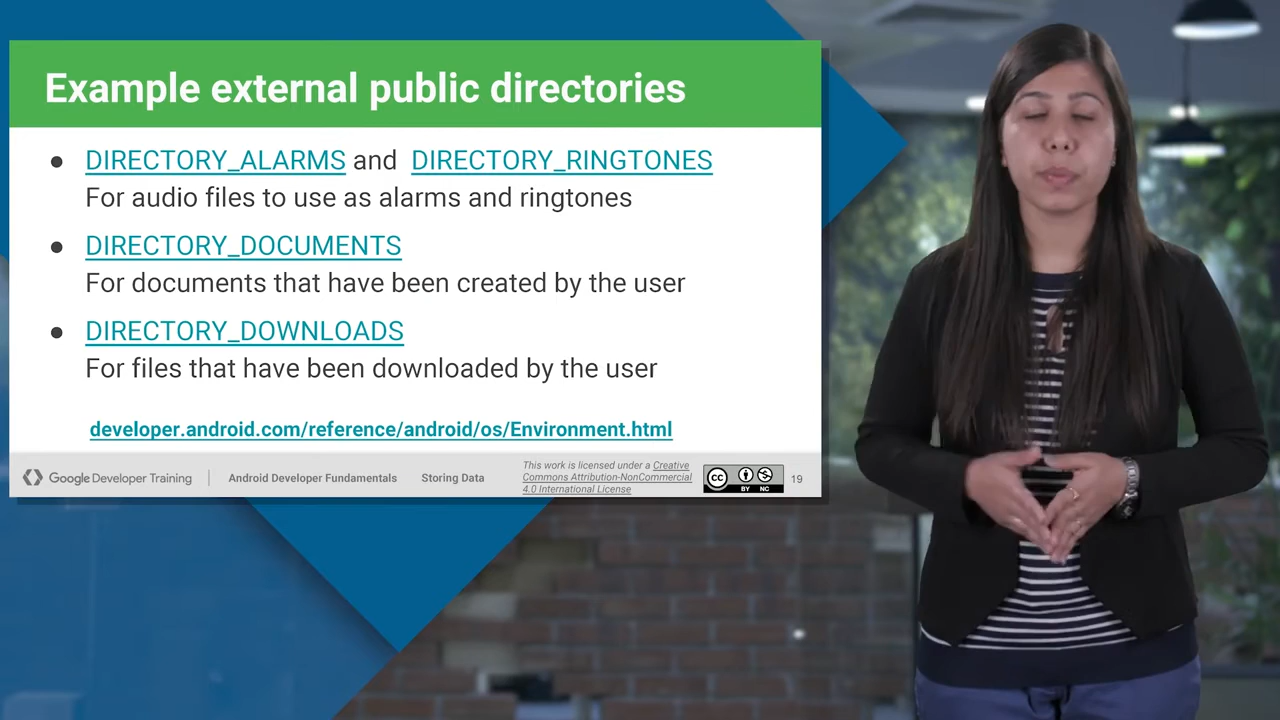 Example external public directories
● DIRECTORY_ALARMS and DIRECTORY_RINGTONES
For audio files to use as alarms and ringtones
● DIRECTORY_DOCUMENTS
For documents that have been created by the user
● DIRECTORY_DOWNLOADS
For files that have been downloaded by the user
developer.android.com/reference/android/os/Environment.html
Google Developer Training
Android Developer Fundamentals
Storing Data
This work is licensed under a Creative
Commons Attribution-NonCommercial
4.0 International License
cc BY NC
19